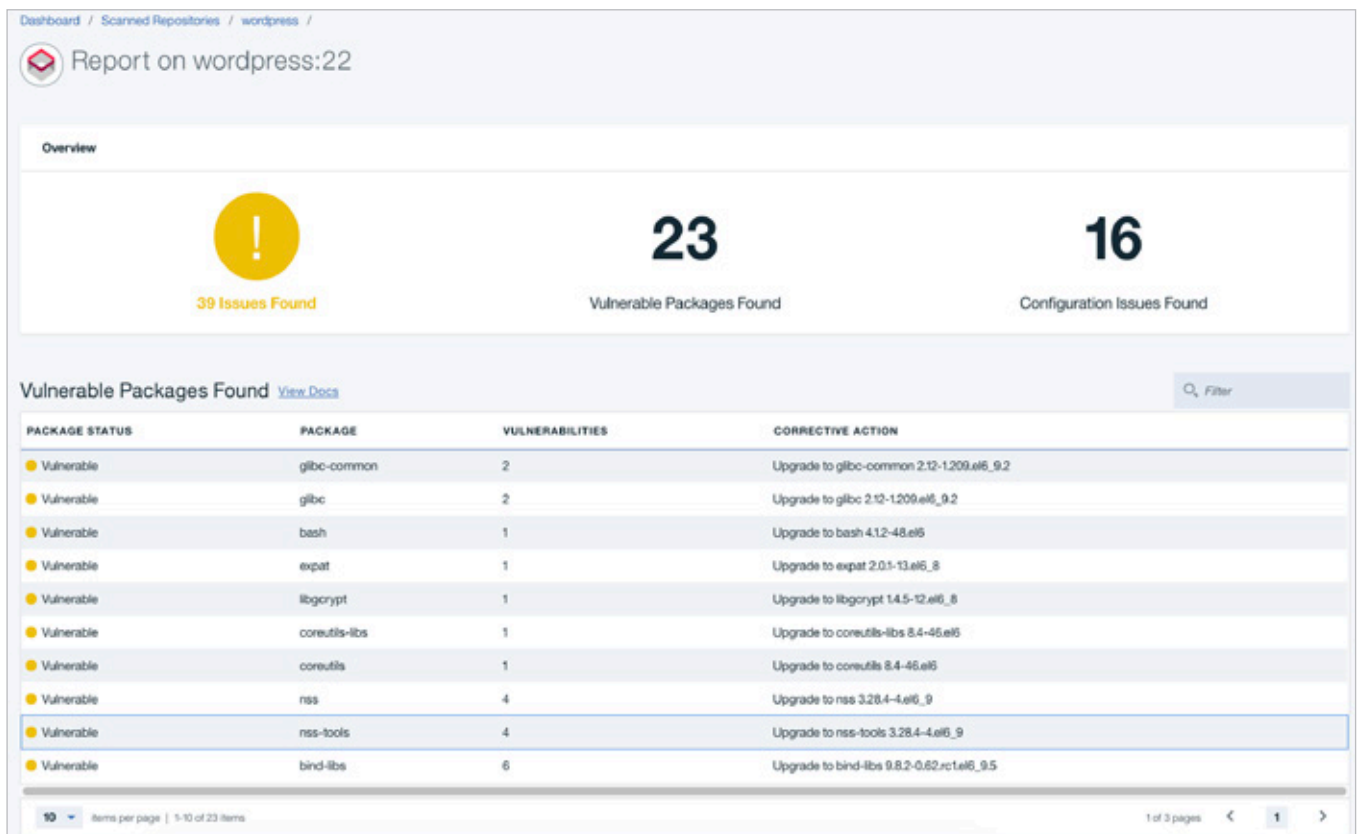 Dashboard / Scanned Repositories / wordpress /
Report on wordpress:22
Overview
!
39 Issues Found
23
Vulnerable Packages Found
16
Configuration Issues Found
Vulnerable Packages Found View Docs
Filter
PACKAGE STATUS PACKAGE VULNERABILITIES CORRECTIVE ACTION
Vulnerable glibc-common 2 Upgrade to glibc-common 2.12-1.209.el6_9.2
Vulnerable glibc 2 Upgrade to glibc 2.12-1.209.el6_9.2
Vulnerable bash 1 Upgrade to bash 4.1.2-48.el6
Vulnerable expat 1 Upgrade to expat 2.0.1-13.el6_8
Vulnerable libgcrypt 1 Upgrade to libgcrypt 1.4.5-12.el6_8
Vulnerable coreutils-libs 1 Upgrade to coreutils-libs 8.4-46.el6
Vulnerable coreutils 1 Upgrade to coreutils 8.4-46.el6
Vulnerable nss 4 Upgrade to nss 3.28.4-4.el6_9
Vulnerable nss-tools 4 Upgrade to nss-tools 3.28.4-4.el6_9
Vulnerable bind-libs 6 Upgrade to bind-libs 9.8.2-0.62.rc1.el6_9.5
10 items per page | 1-10 of 23 items 1 of 3 pages < 1 >